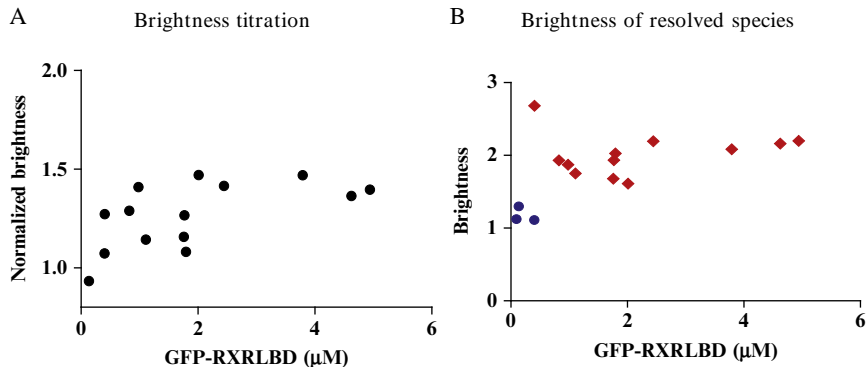 A
Brightness titration
Normalized brightness
2.0
1.5
1.0
0
2
4
6
GFP-RXRLBD (μM)
B
Brightness of resolved species
Brightness
3
2
1
0
0
2
4
6
GFP-RXRLBD (μM)